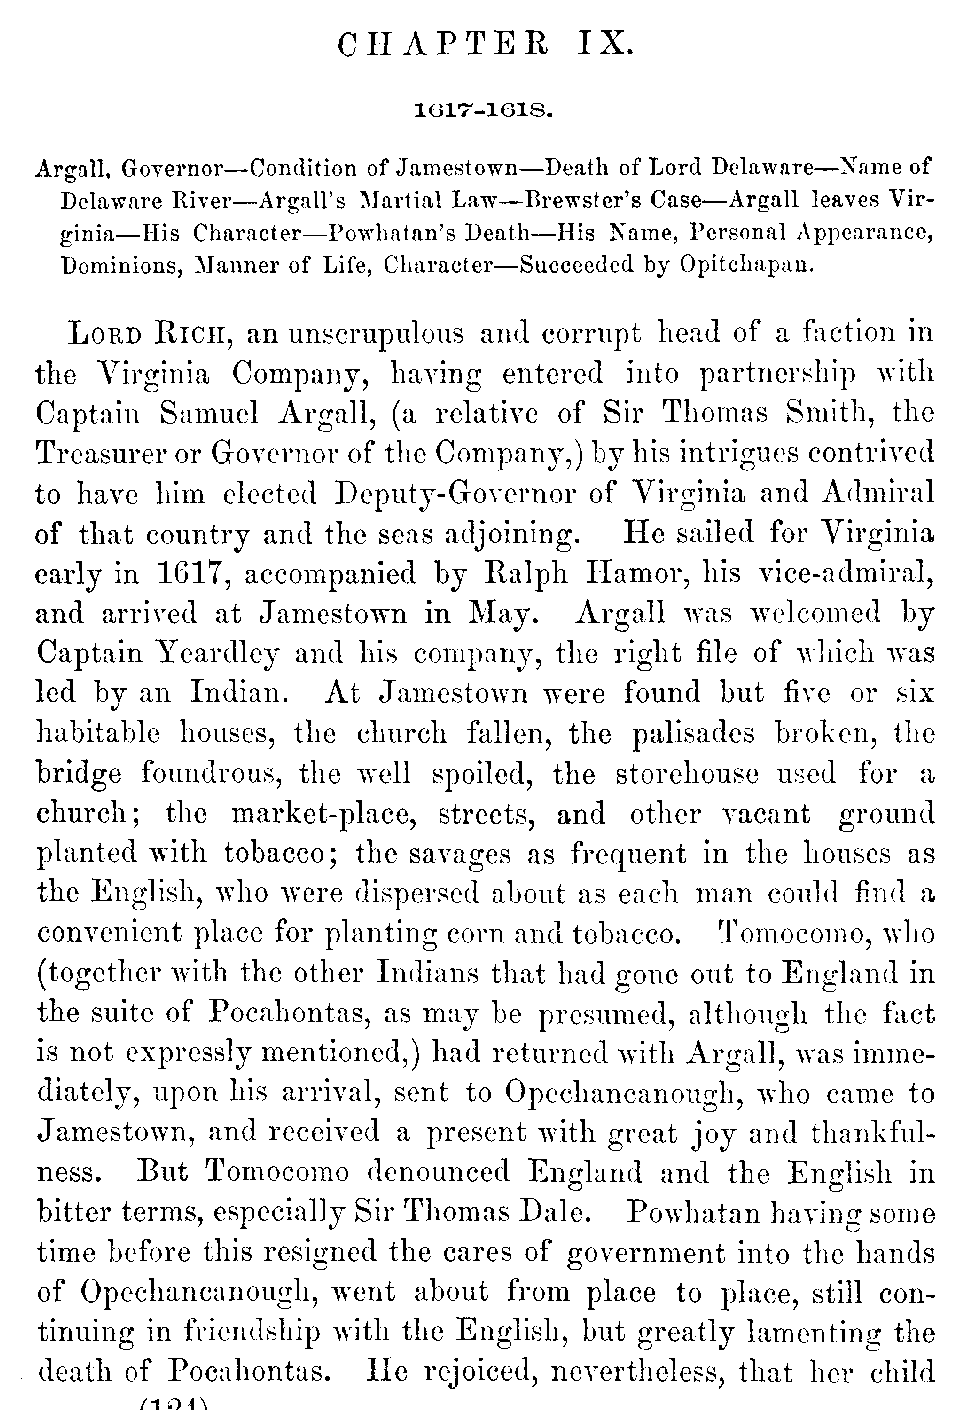 CHAPTER IX.
1617-1618.
Argall, Governor—Condition of Jamestown—Death of Lord Delaware—Name of
Delaware River—Argall's Martial Law—Brewster's Case—Argall leaves Vir-
ginia—His Character—Powhatan's Death—His Name, Personal Appearance,
Dominions, Manner of Life, Character—Succeeded by Opitchapan.
LORD RICH, an unscrupulous and corrupt head of a faction in
the Virginia Company, having entered into partnership with
Captain Samuel Argall, (a relative of Sir Thomas Smith, the
Treasurer or Governor of the Company,) by his intrigues contrived
to have him elected Deputy-Governor of Virginia and Admiral
of that country and the seas adjoining. He sailed for Virginia
early in 1617, accompanied by Ralph Hamor, his vice-admiral,
and arrived at Jamestown in May. Argall was welcomed by
Captain Yeardley and his company, the right file of which was
led by an Indian. At Jamestown were found but five or six
habitable houses, the church fallen, the palisades broken, the
bridge foundrous, the well spoiled, the storehouse used for a
church; the market-place, streets, and other vacant ground
planted with tobacco; the savages as frequent in the houses as
the English, who were dispersed about as each man could find a
convenient place for planting corn and tobacco. Tomocomo, who
(together with the other Indians that had gone out to England in
the suite of Pocahontas, as may be presumed, although the fact
is not expressly mentioned,) had returned with Argall, was imme-
diately, upon his arrival, sent to Opechancanough, who came to
Jamestown, and received a present with great joy and thankful-
ness. But Tomocomo denounced England and the English in
bitter terms, especially Sir Thomas Dale. Powhatan having some
time before this resigned the cares of government into the hands
of Opechancanough, went about from place to place, still con-
tinuing in friendship with the English, but greatly lamenting the
death of Pocahontas. He rejoiced, nevertheless, that her child
(124)